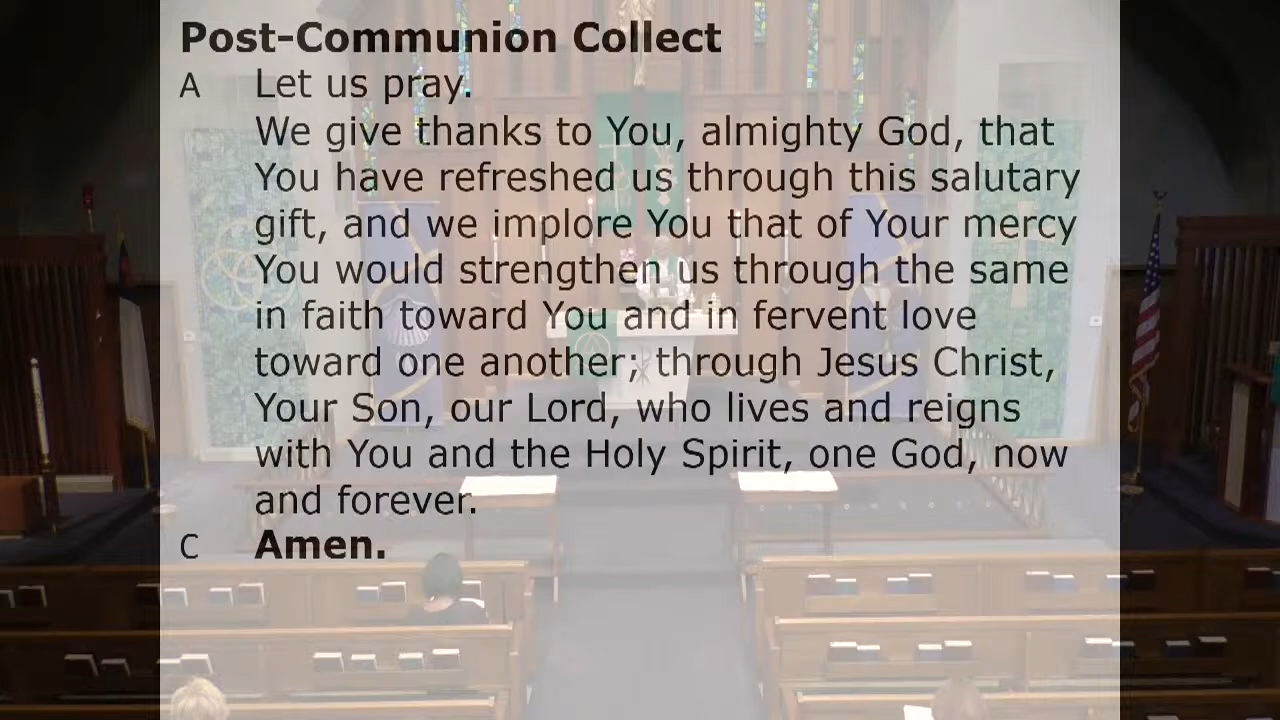 Post-Communion Collect
A Let us pray.
We give thanks to You, almighty God, that
You have refreshed us through this salutary
gift, and we implore You that of Your mercy
You would strengthen us through the same
in faith toward You and in fervent love
toward one another; through Jesus Christ,
Your Son, our Lord, who lives and reigns
with You and the Holy Spirit, one God, now
and forever.
C Amen.